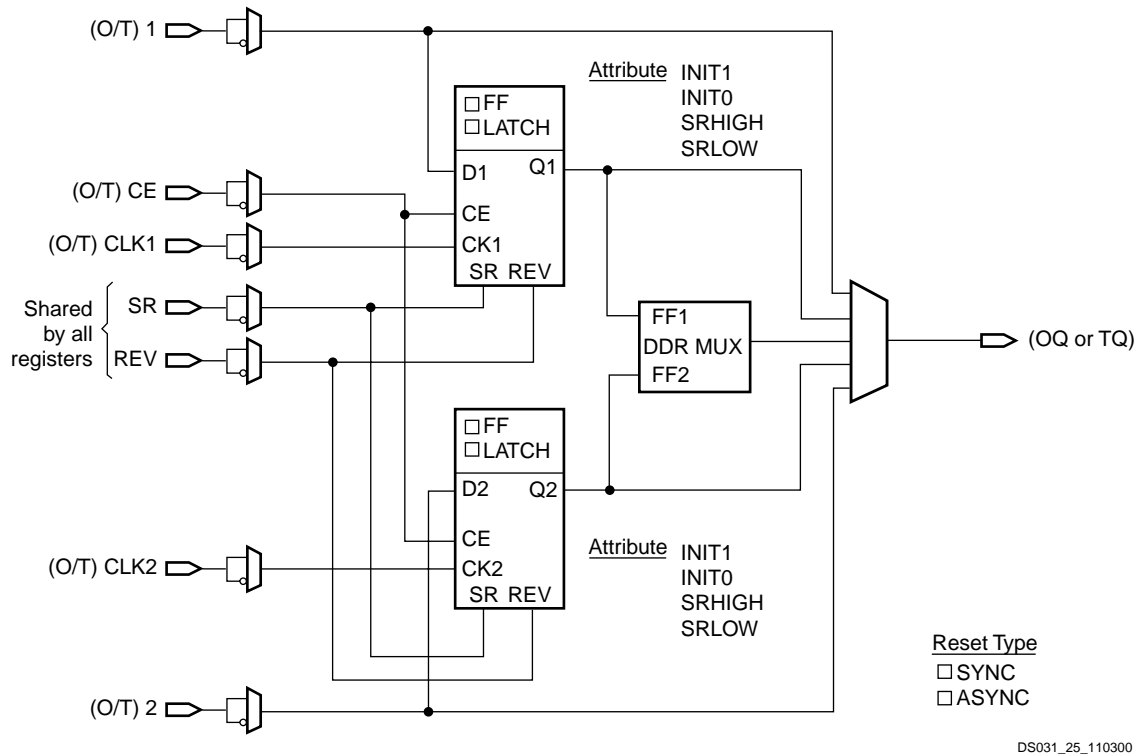 (O/T) 1
Attribute INIT1
INIT0
SRHIGH
SRLOW
FF
LATCH
D1 Q1
(O/T) CE
CE
(O/T) CLK1
CK1
SR REV
Shared
by all
registers
SR
REV
FF1
DDR MUX
FF2
(OQ or TQ)
FF
LATCH
D2 Q2
CE
(O/T) CLK2
CK2
SR REV
Attribute INIT1
INIT0
SRHIGH
SRLOW
(O/T) 2
Reset Type
SYNC
ASYNC
DS031_25_110300